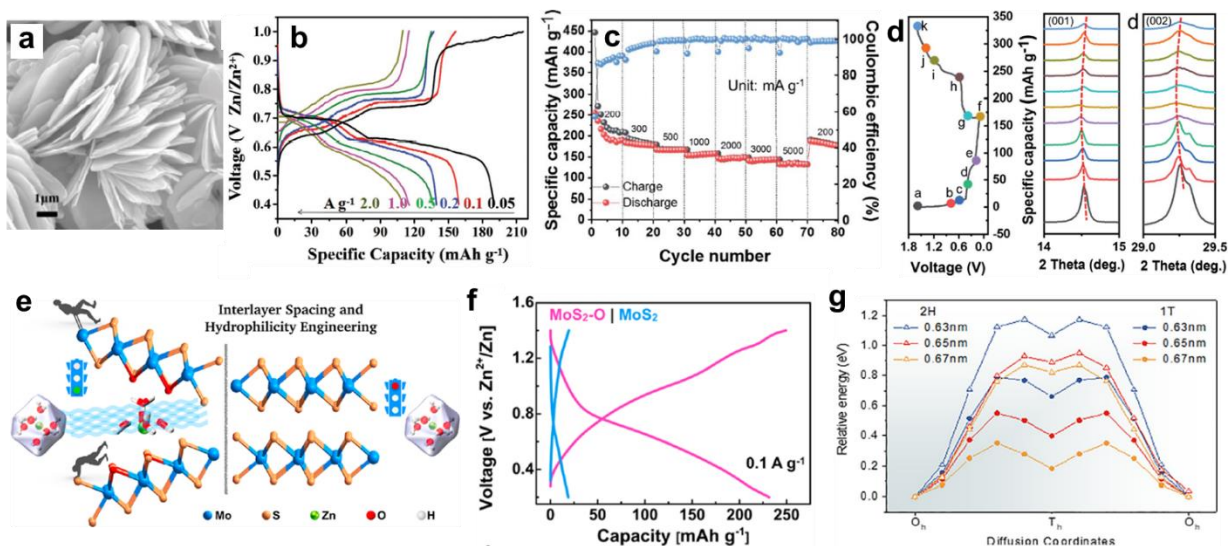 a
1μm
b
Voltage (V Zn/Zn²⁺)
1.0
0.9
0.8
0.7
0.6
0.5
0.4
A g⁻¹ 2.0 1.0 0.5 0.2 0.1 0.05
0 30 60 90 120 150 180 210
Specific Capacity (mAh g⁻¹)
c
Specific capacity (mAh g⁻¹)
450
400
350
300
250
200
150
100
50
0
Unit: mA g⁻¹
200 300 500 1000 2000 3000 5000 200
Charge
Discharge
0 10 20 30 40 50 60 70 80
Cycle number
100
80
60
40
20
0
Coulombic efficiency (%)
d
k
j
i
h
g
f
e
d
c
b
a
1.6 1.2 0.8 0.4 0.0
Voltage (V)
350
300
250
200
150
100
50
0
-50
Specific capacity (mAh g⁻¹)
(001)
14 15
2 Theta (deg.)
d (002)
29.0 29.5
2 Theta (deg.)
e
Interlayer Spacing and
Hydrophilicity Engineering
Mo S Zn O H
f
MoS₂-O | MoS₂
Voltage [V vs. Zn²⁺/Zn]
1.6
1.2
0.8
0.4
0.1 A g⁻¹
0 50 100 150 200 250 300
Capacity [mAh g⁻¹]
g
2H 1T
0.63nm 0.63nm
0.65nm 0.65nm
0.67nm 0.67nm
Relative energy (eV)
1.2
1.0
0.8
0.6
0.4
0.2
0.0
Oₕ Tₕ Oₕ
Diffusion Coordinates